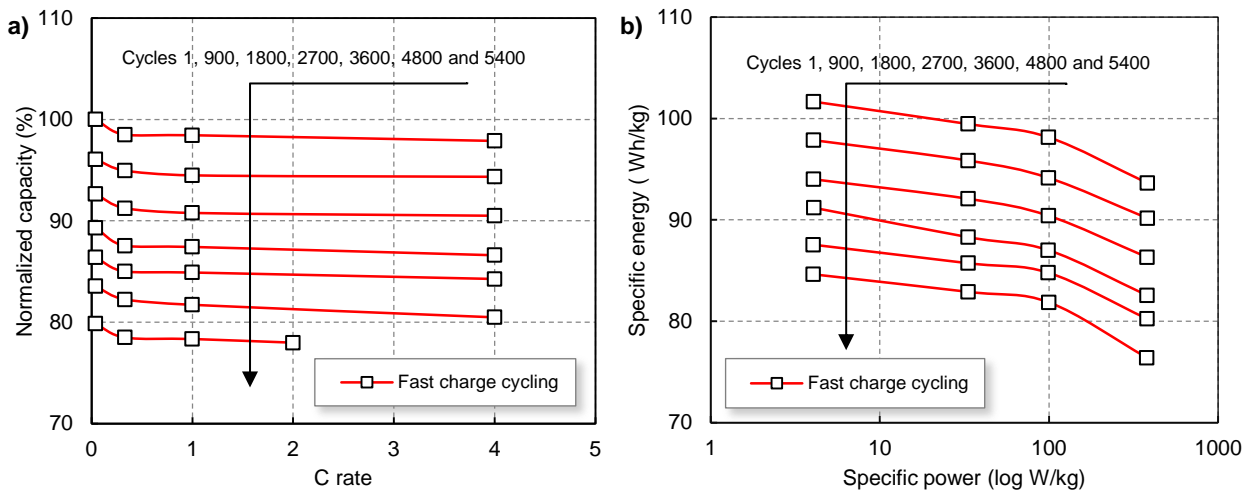 a)
110
100
90
80
70
Normalized capacity (%)
Cycles 1, 900, 1800, 2700, 3600, 4800 and 5400
Fast charge cycling
0 1 2 3 4 5
C rate
b)
110
100
90
80
70
Specific energy ( Wh/kg)
Cycles 1, 900, 1800, 2700, 3600, 4800 and 5400
Fast charge cycling
1 10 100 1000
Specific power (log W/kg)